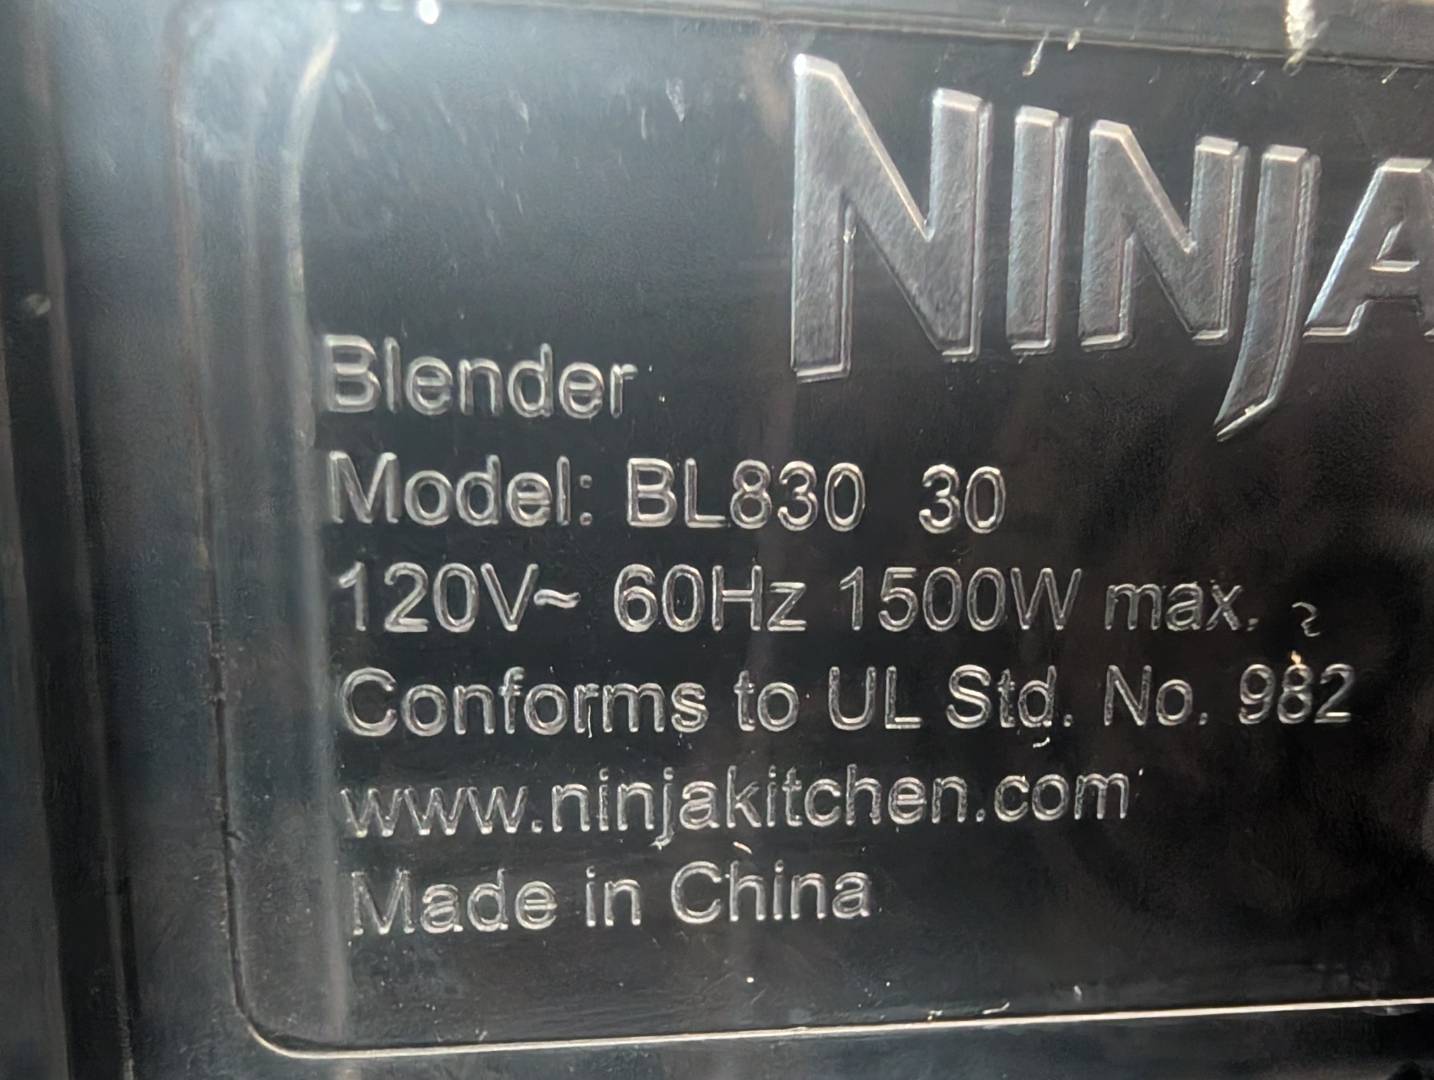 NINJA
Blender
Model: BL830 30
120V~ 60Hz 1500W max.
Conforms to UL Std. No. 982
www.ninjakitchen.com
Made in China